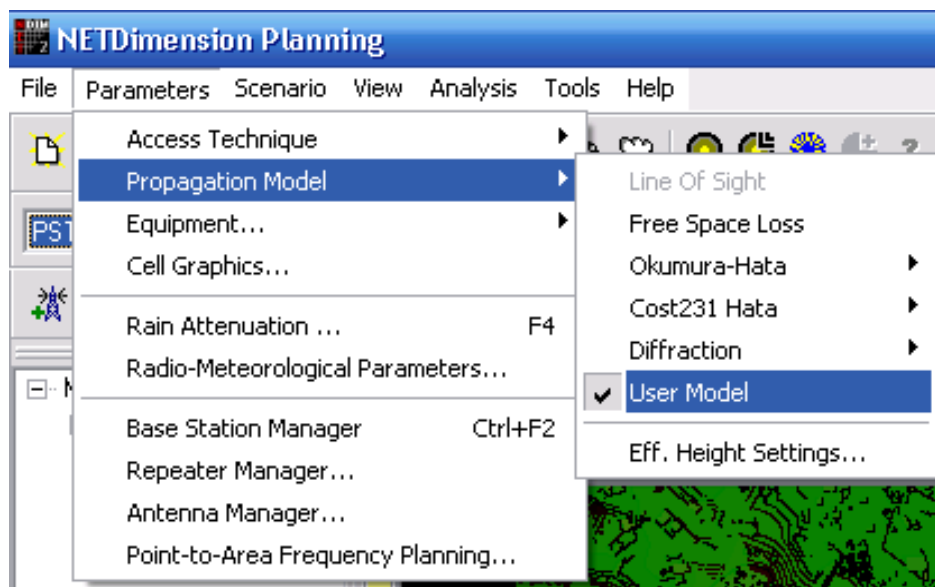 NETDimension Planning
File Parameters Scenario View Analysis Tools Help
Access Technique
Propagation Model
Equipment...
Cell Graphics...
Rain Attenuation ... F4
Radio-Meteorological Parameters...
Base Station Manager Ctrl+F2
Repeater Manager...
Antenna Manager...
Point-to-Area Frequency Planning...
Line Of Sight
Free Space Loss
Okumura-Hata
Cost231 Hata
Diffraction
User Model
Eff. Height Settings...